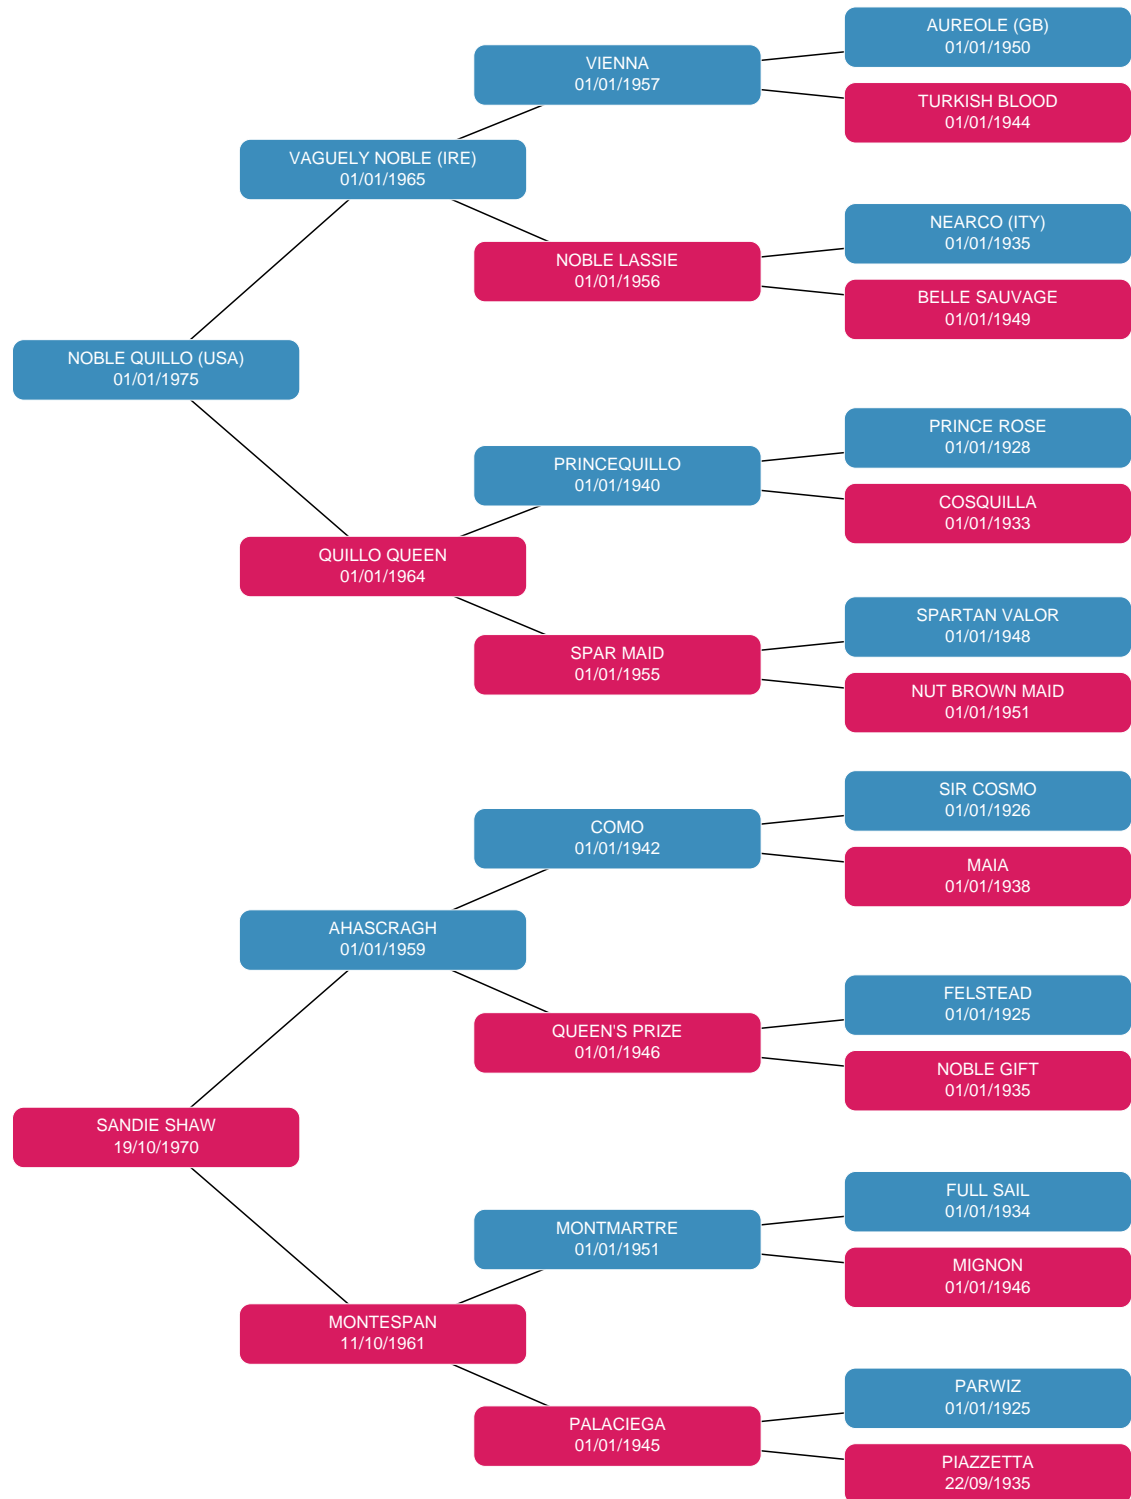 AUREOLE (GB)
01/01/1950
VIENNA
01/01/1957
TURKISH BLOOD
01/01/1944
VAGUELY NOBLE (IRE)
01/01/1965
NEARCO (ITY)
01/01/1935
NOBLE LASSIE
01/01/1956
BELLE SAUVAGE
01/01/1949
NOBLE QUILLO (USA)
01/01/1975
PRINCE ROSE
01/01/1928
PRINCEQUILLO
01/01/1940
COSQUILLA
01/01/1933
QUILLO QUEEN
01/01/1964
SPARTAN VALOR
01/01/1948
SPAR MAID
01/01/1955
NUT BROWN MAID
01/01/1951
SIR COSMO
01/01/1926
COMO
01/01/1942
MAIA
01/01/1938
AHASCRAGH
01/01/1959
FELSTEAD
01/01/1925
QUEEN'S PRIZE
01/01/1946
NOBLE GIFT
01/01/1935
SANDIE SHAW
19/10/1970
FULL SAIL
01/01/1934
MONTMARTRE
01/01/1951
MIGNON
01/01/1946
MONTESPAN
11/10/1961
PARWIZ
01/01/1925
PALACIEGA
01/01/1945
PIAZZETTA
22/09/1935